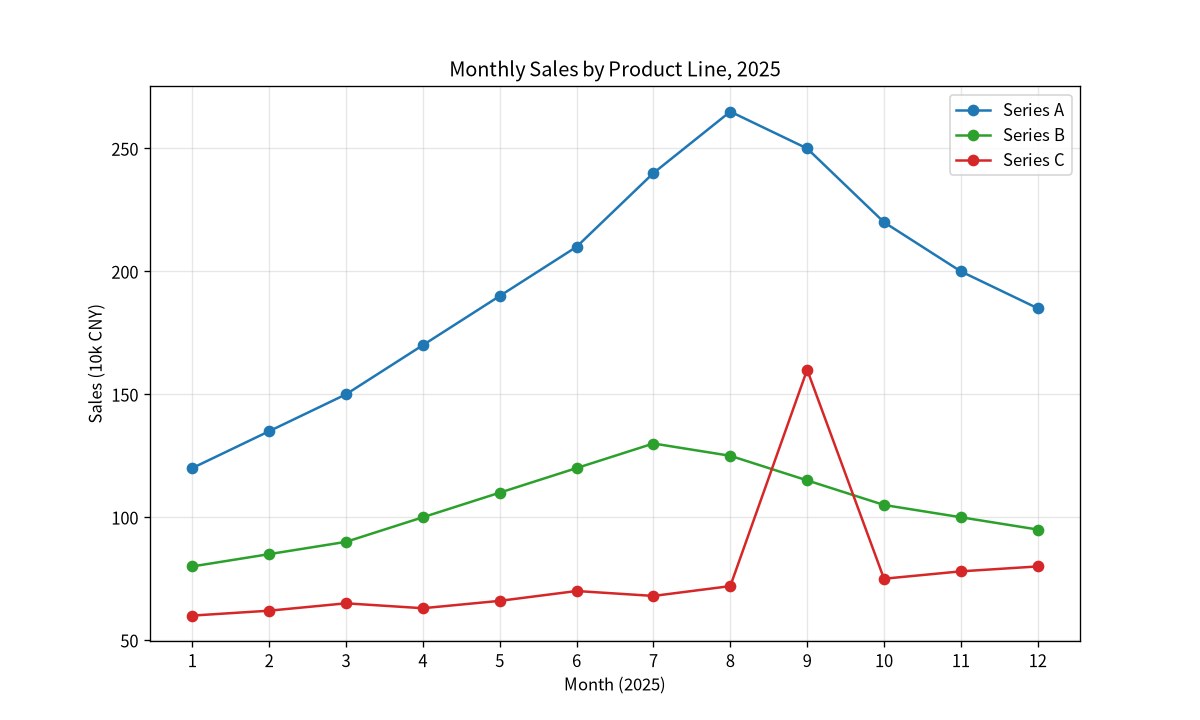 Monthly Sales by Product Line, 2025
Series A
Series B
Series C
Sales (10k CNY)
250
200
150
100
50
1 2 3 4 5 6 7 8 9 10 11 12
Month (2025)